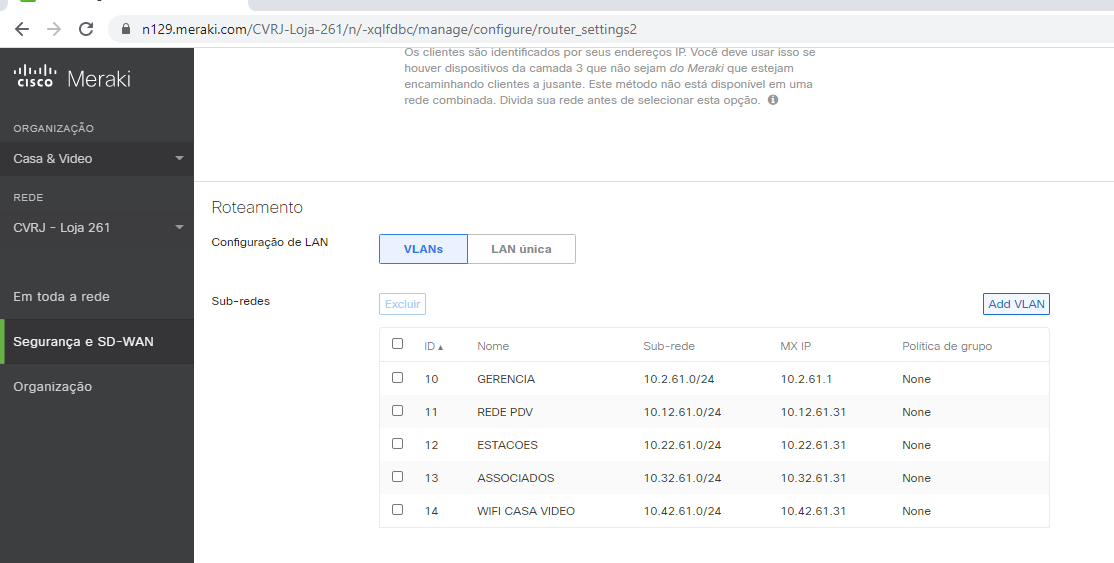 n129.meraki.com/CVRJ-Loja-261/n/-xqlfdbc/manage/configure/router_settings2
cisco Meraki
ORGANIZAÇÃO
Casa & Video
REDE
CVRJ - Loja 261
Em toda a rede
Segurança e SD-WAN
Organização
Os clientes são identificados por seus endereços IP. Você deve usar isso se
houver dispositivos da camada 3 que não sejam do Meraki que estejam
encaminhando clientes a jusante. Este método não está disponível em uma
rede combinada. Divida sua rede antes de selecionar esta opção.
Roteamento
Configuração de LAN VLANs LAN única
Sub-redes Excluir Add VLAN
ID Nome Sub-rede MX IP Política de grupo
10 GERENCIA 10.2.61.0/24 10.2.61.1 None
11 REDE PDV 10.12.61.0/24 10.12.61.31 None
12 ESTACOES 10.22.61.0/24 10.22.61.31 None
13 ASSOCIADOS 10.32.61.0/24 10.32.61.31 None
14 WIFI CASA VIDEO 10.42.61.0/24 10.42.61.31 None